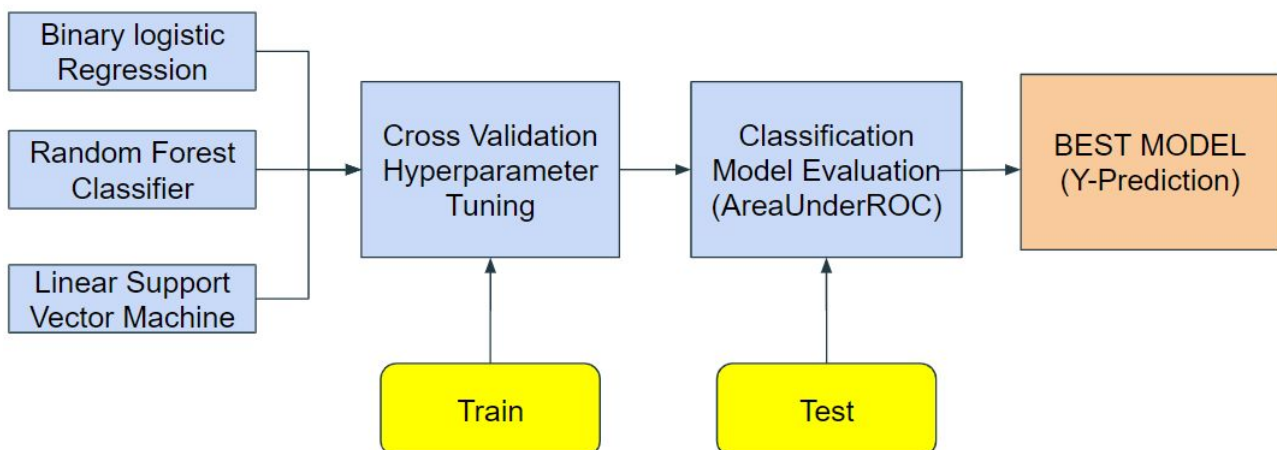 Binary logistic
Regression
Random Forest
Classifier
Linear Support
Vector Machine
Cross Validation
Hyperparameter
Tuning
Classification
Model Evaluation
(AreaUnderROC)
BEST MODEL
(Y-Prediction)
Train
Test